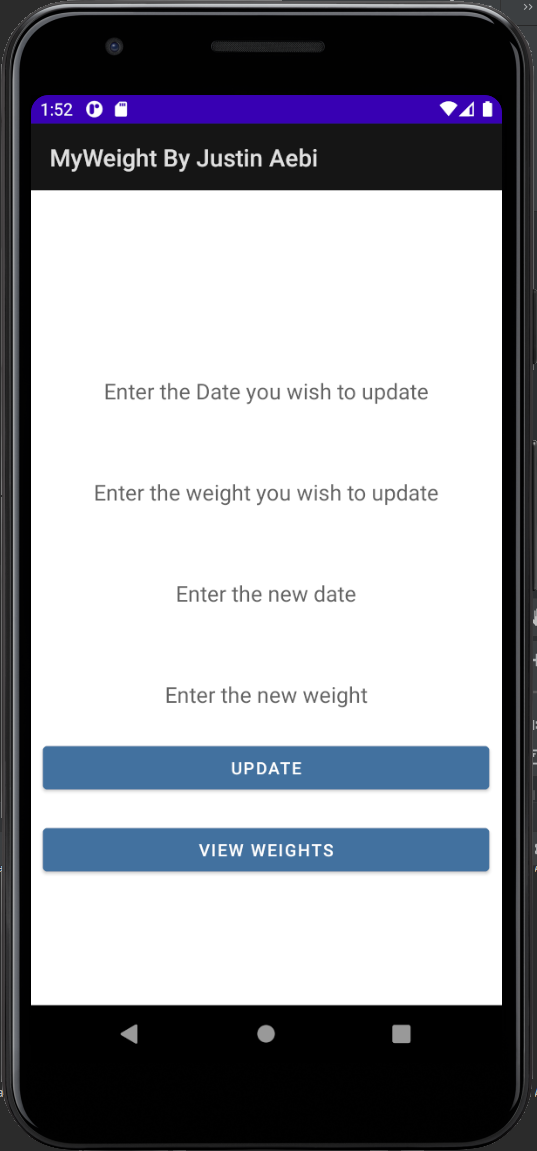 1:52
MyWeight By Justin Aebi
Enter the Date you wish to update
Enter the weight you wish to update
Enter the new date
Enter the new weight
UPDATE
VIEW WEIGHTS